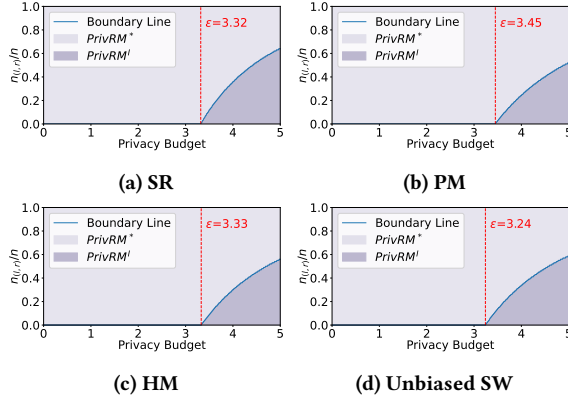 1.0
0.8
0.6
0.4
0.2
0.0
n(l,r)/n
Boundary Line
PrivRM*
PrivRM^l
ε=3.32
0 1 2 3 4 5
Privacy Budget
(a) SR
1.0
0.8
0.6
0.4
0.2
0.0
Boundary Line
PrivRM*
PrivRM^l
ε=3.45
0 1 2 3 4 5
Privacy Budget
(b) PM
1.0
0.8
0.6
0.4
0.2
0.0
n(l,r)/n
Boundary Line
PrivRM*
PrivRM^l
ε=3.33
0 1 2 3 4 5
Privacy Budget
(c) HM
1.0
0.8
0.6
0.4
0.2
0.0
Boundary Line
PrivRM*
PrivRM^l
ε=3.24
0 1 2 3 4 5
Privacy Budget
(d) Unbiased SW